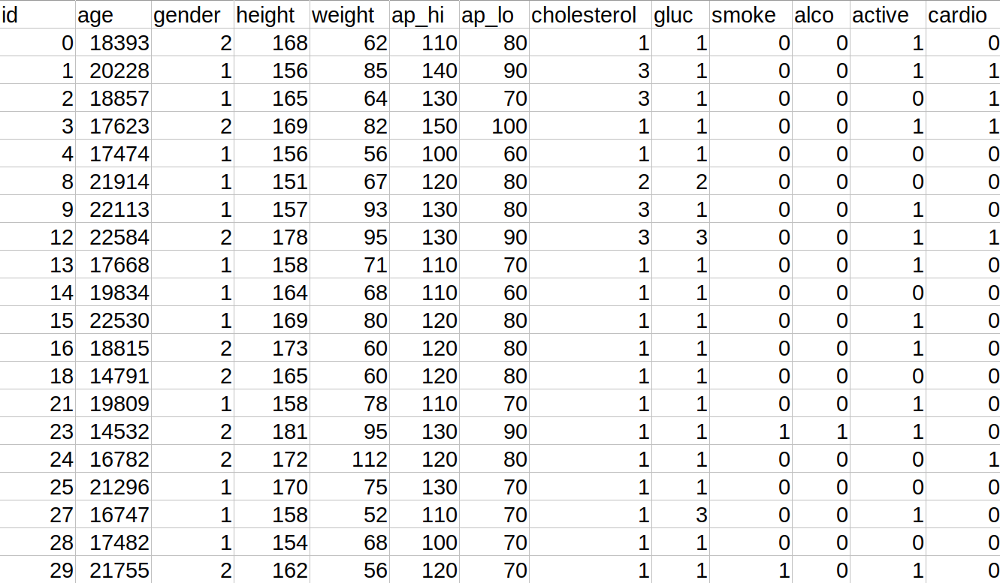 id age gender height weight ap_hi ap_lo cholesterol gluc smoke alco active cardio
0 18393 2 168 62 110 80 1 1 0 0 1 0
1 20228 1 156 85 140 90 3 1 0 0 1 1
2 18857 1 165 64 130 70 3 1 0 0 0 1
3 17623 2 169 82 150 100 1 1 0 0 1 1
4 17474 1 156 56 100 60 1 1 0 0 0 0
8 21914 1 151 67 120 80 2 2 0 0 0 0
9 22113 1 157 93 130 80 3 1 0 0 1 0
12 22584 2 178 95 130 90 3 3 0 0 1 1
13 17668 1 158 71 110 70 1 1 0 0 1 0
14 19834 1 164 68 110 60 1 1 0 0 0 0
15 22530 1 169 80 120 80 1 1 0 0 1 0
16 18815 2 173 60 120 80 1 1 0 0 1 0
18 14791 2 165 60 120 80 1 1 0 0 0 0
21 19809 1 158 78 110 70 1 1 0 0 1 0
23 14532 2 181 95 130 90 1 1 1 1 1 0
24 16782 2 172 112 120 80 1 1 0 0 0 1
25 21296 1 170 75 130 70 1 1 0 0 0 0
27 16747 1 158 52 110 70 1 3 0 0 1 0
28 17482 1 154 68 100 70 1 1 0 0 0 0
29 21755 2 162 56 120 70 1 1 1 0 1 0